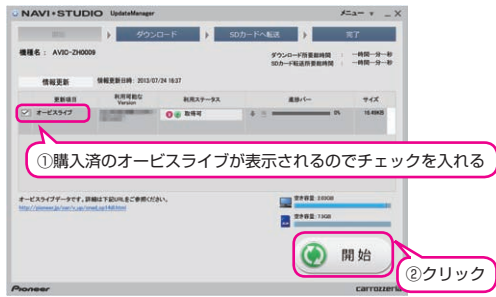 NAVI•STUDIO UpdateManager メニュー
ダウンロード SDカードへ転送 完了
機種名： AVIC-ZH0009
ダウンロード所要総時間 ： 一時間一分一秒
SDカード転送所要総時間 ： 一時間一分一秒
情報更新 情報更新日時: 2013/07/24 16:37
更新項目 利用可能な Version 利用ステータス 進捗バー サイズ
オービスライブ 取得可 0% 16.49KB
①購入済のオービスライブが表示されるのでチェックを入れる
オービスライブデータです。詳細は下記URLをご参照ください。
空き容量:
空き容量:
開始
②クリック
Pioneer carrozzeria